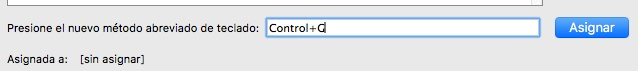 Presione el nuevo método abreviado de teclado: Control+G Asignar
Asignada a: [sin asignar]